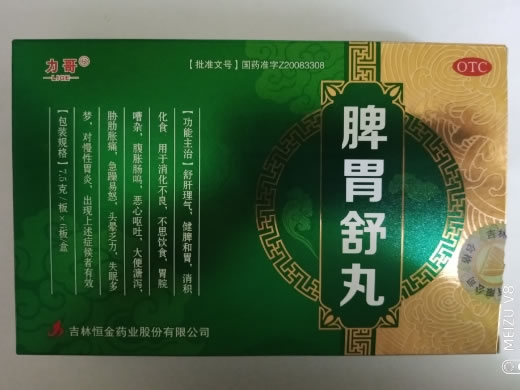 力哥
LIGE
【批准文号】国药准字Z20083308
OTC
脾胃舒丸
【功能主治】舒肝理气，健脾和胃，消积
化食 用于消化不良，不思饮食，胃脘
嘈杂，腹胀肠鸣，恶心呕吐，大便溏泻，
胁肋胀痛，急躁易怒，头晕乏力，失眠多
梦，对慢性胃炎，出现上述症候者有效
【包装规格】7.5克/板×6板/盒
吉林恒金药业股份有限公司
MEIZU V8